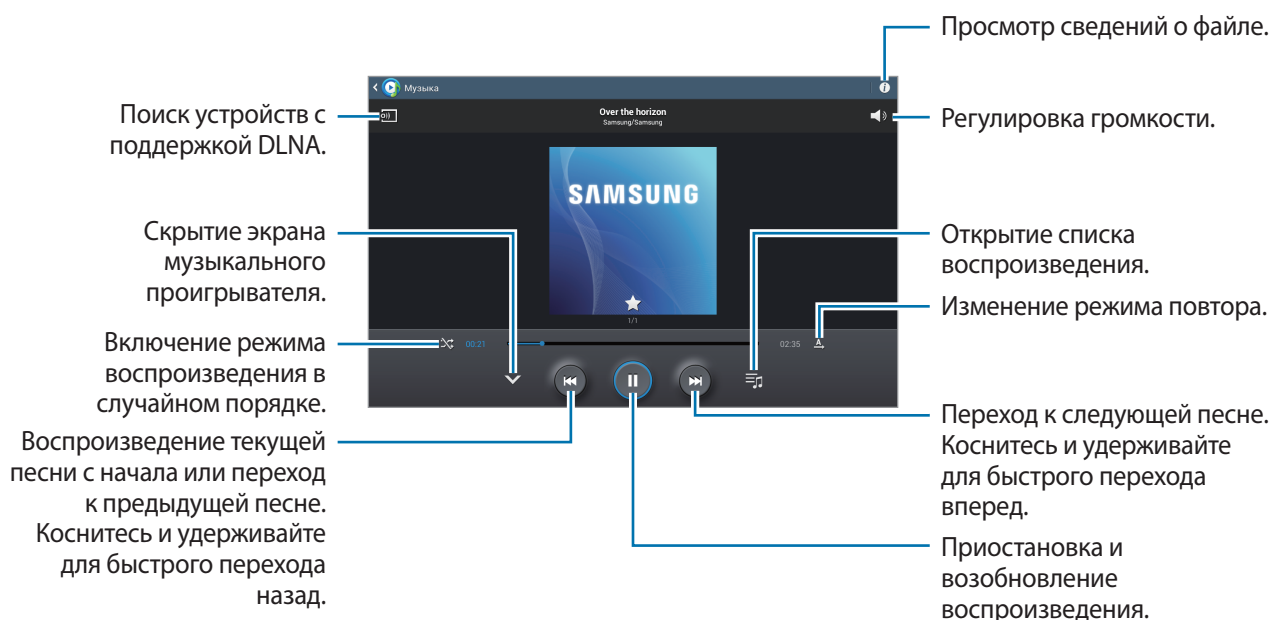 Просмотр сведений о файле.
Музыка
Поиск устройств с
поддержкой DLNA.
Over the horizon
Samsung/Samsung
Регулировка громкости.
SAMSUNG
Скрытие экрана
музыкального
проигрывателя.
Открытие списка
воспроизведения.
1/1
Изменение режима повтора.
Включение режима
воспроизведения в
случайном порядке.
00:21
02:35
A
Воспроизведение текущей
песни с начала или переход
к предыдущей песне.
Коснитесь и удерживайте
для быстрого перехода
назад.
Переход к следующей песне.
Коснитесь и удерживайте
для быстрого перехода
вперед.
Приостановка и
возобновление
воспроизведения.